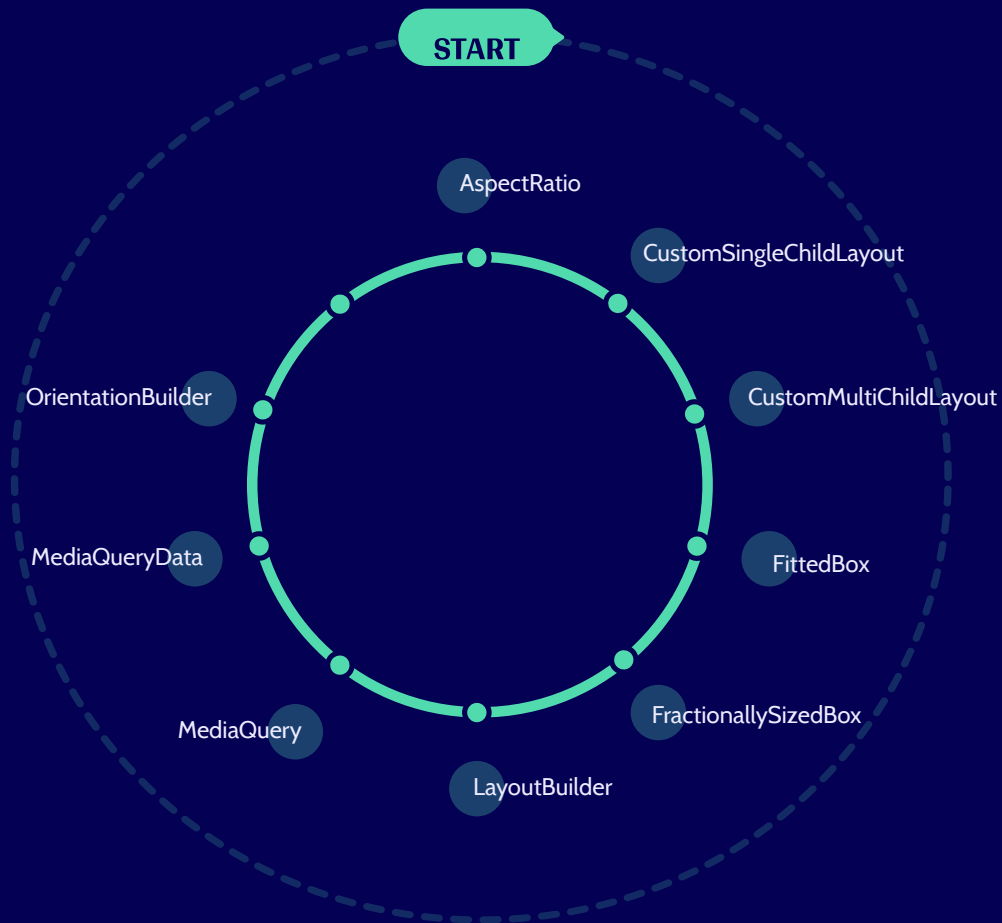 START
AspectRatio
CustomSingleChildLayout
CustomMultiChildLayout
FittedBox
FractionallySizedBox
LayoutBuilder
MediaQuery
MediaQueryData
OrientationBuilder